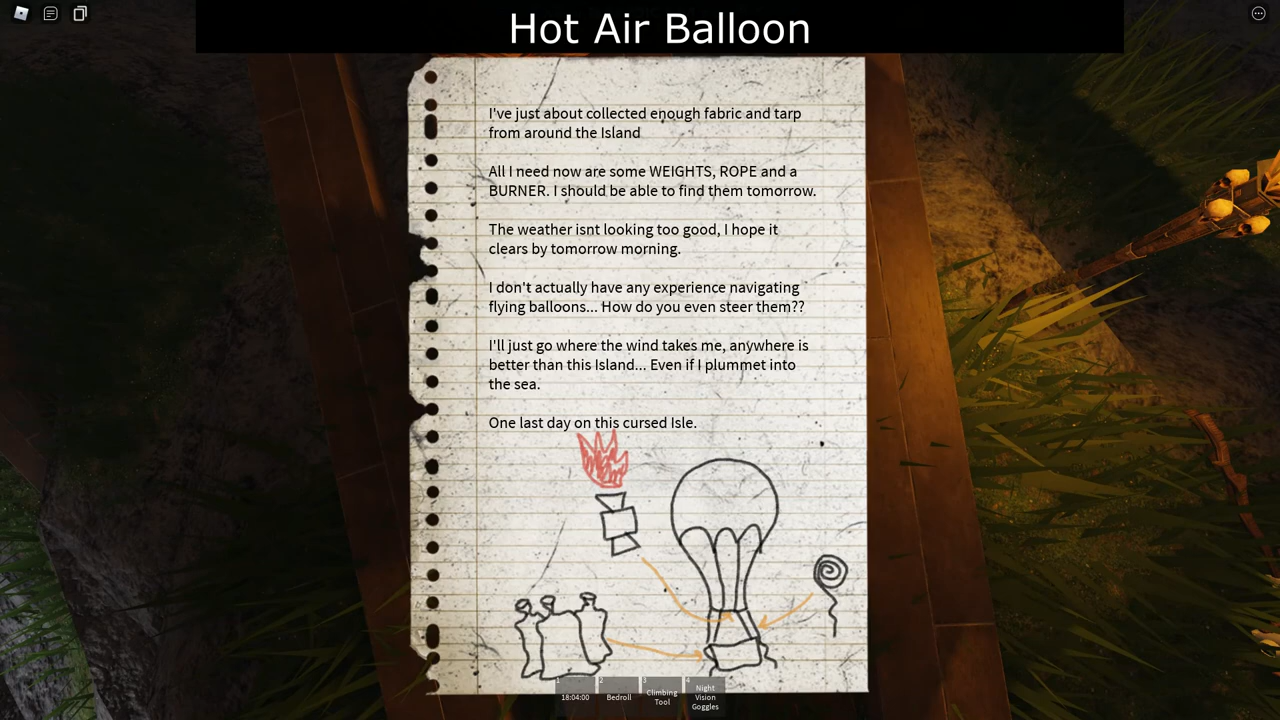 Hot Air Balloon
I've just about collected enough fabric and tarp
from around the Island
All I need now are some WEIGHTS, ROPE and a
BURNER. I should be able to find them tomorrow.
The weather isnt looking too good, I hope it
clears by tomorrow morning.
I don't actually have any experience navigating
flying balloons... How do you even steer them??
I'll just go where the wind takes me, anywhere is
better than this Island... Even if I plummet into
the sea.
One last day on this cursed Isle.
1
18:04:00
2
Bedroll
3
Climbing
Tool
4
Night
Vision
Goggles